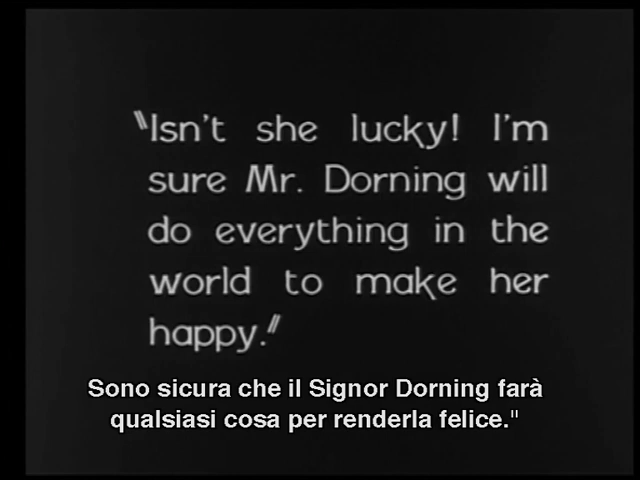 "Isn't she lucky! I'm
sure Mr. Dorning will
do everything in the
world to make her
happy."
Sono sicura che il Signor Dorning farà
qualsiasi cosa per renderla felice."